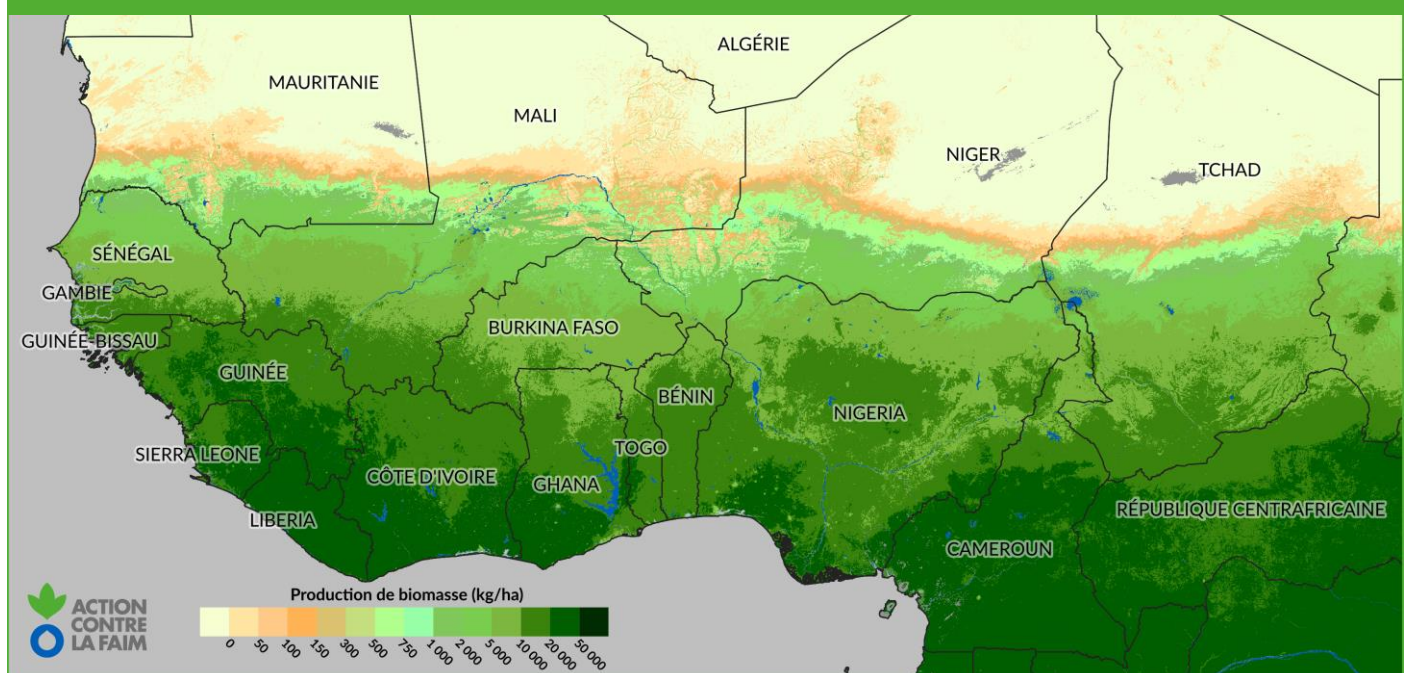 ALGÉRIE
MAURITANIE
MALI
NIGER
TCHAD
SÉNÉGAL
GAMBIE
GUINÉE-BISSAU
BURKINA FASO
GUINÉE
BÉNIN
NIGERIA
TOGO
SIERRA LEONE
CÔTE D'IVOIRE
GHANA
LIBERIA
RÉPUBLIQUE CENTRAFRICAINE
CAMEROUN
ACTION
CONTRE
LA FAIM
Production de biomasse (kg/ha)
0 50 100 150 300 500 750 1 000 2 000 5 000 10 000 20 000 50 000